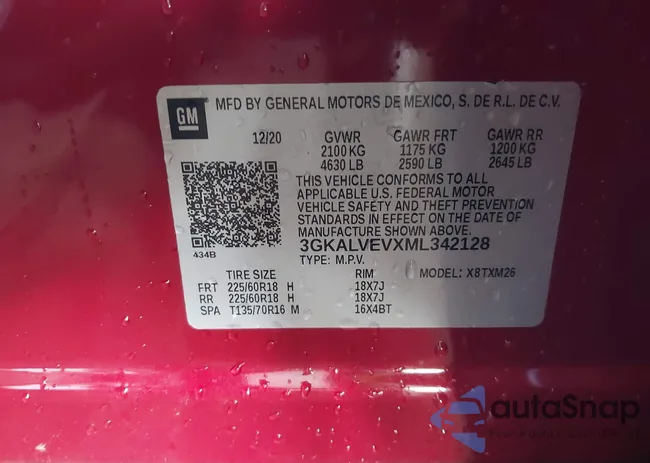 GM
MFD BY GENERAL MOTORS DE MEXICO, S. DE R.L. DE C.V.
12/20 GVWR GAWR FRT GAWR RR
2100 KG 1175 KG 1200 KG
4630 LB 2590 LB 2645 LB
THIS VEHICLE CONFORMS TO ALL
APPLICABLE U.S. FEDERAL MOTOR
VEHICLE SAFETY AND THEFT PREVENTION
STANDARDS IN EFFECT ON THE DATE OF
MANUFACTURE SHOWN ABOVE.
434B
3GKALVEVXML342128
TYPE: M.P.V.
TIRE SIZE RIM MODEL: X8TXM26
FRT 225/60R18 H 18X7J
RR 225/60R18 H 18X7J
SPA T135/70R16 M 16X4BT
autaSnap